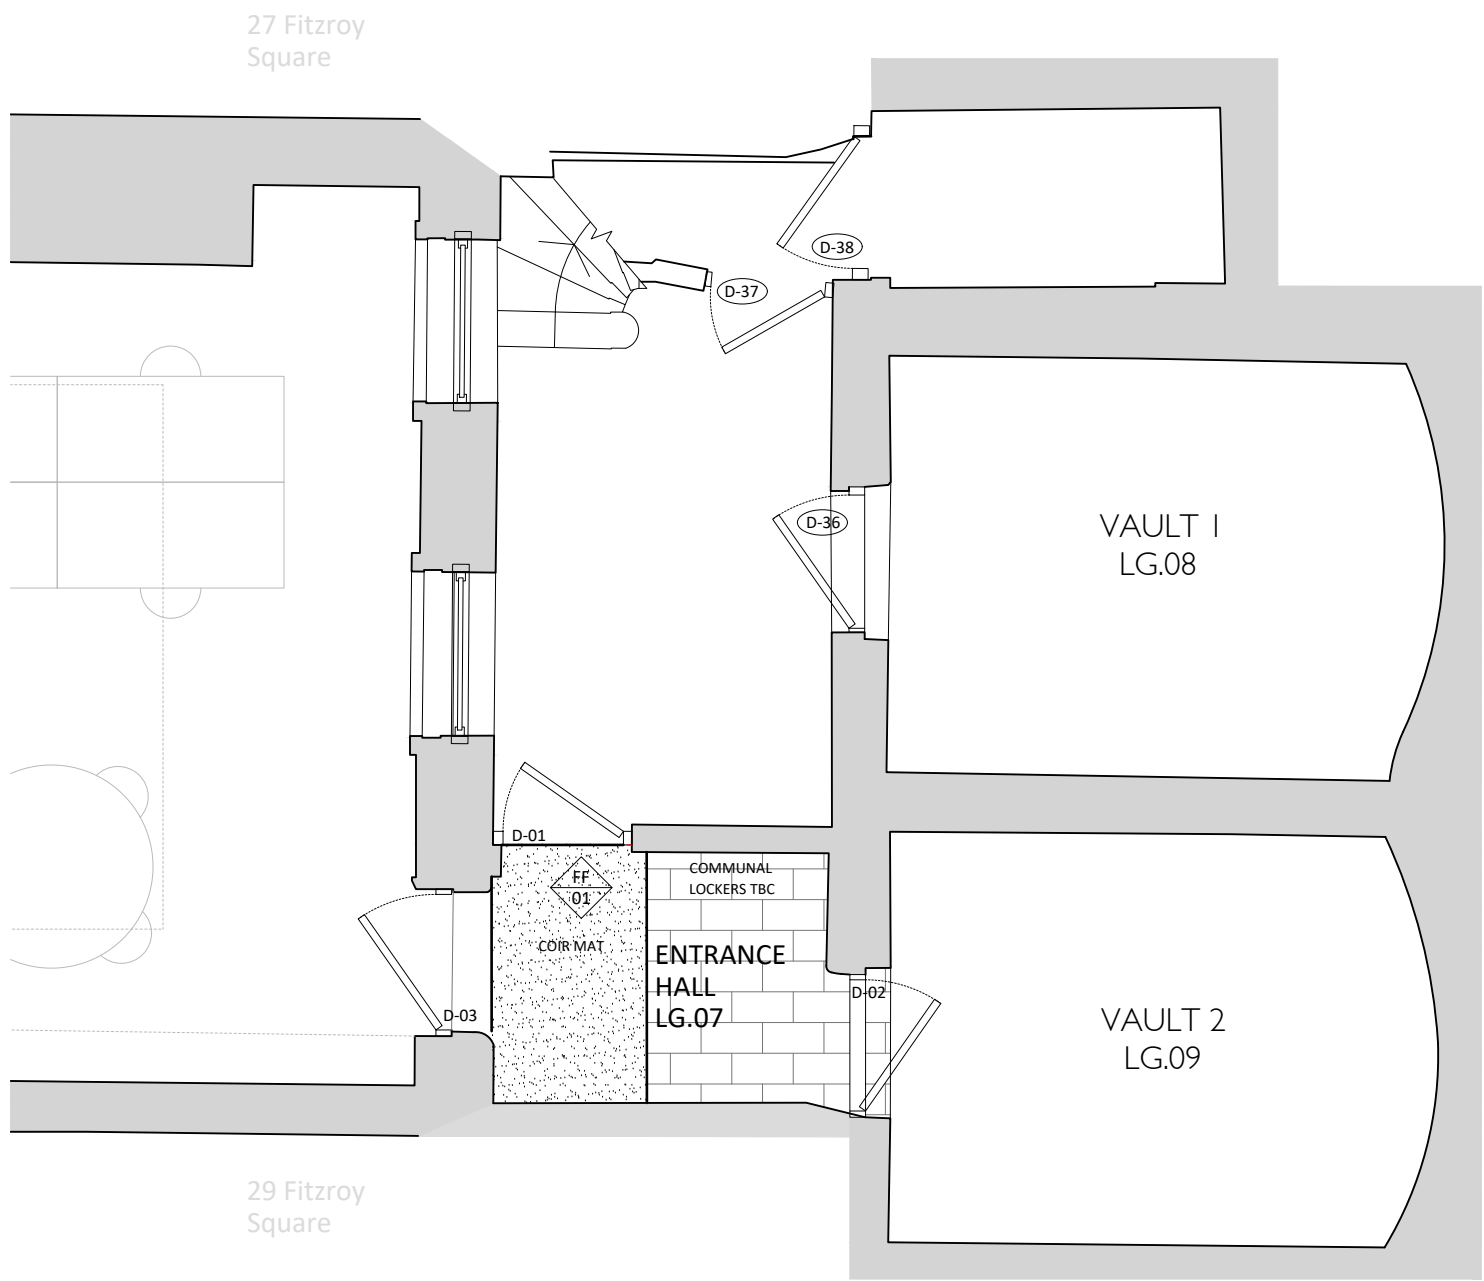 27 Fitzroy
Square
D-38
D-37
D-36
VAULT 1
LG.08
D-01
FF
01
COIR MAT
COMMUNAL
LOCKERS TBC
ENTRANCE
HALL
LG.07
D-02
D-03
VAULT 2
LG.09
29 Fitzroy
Square